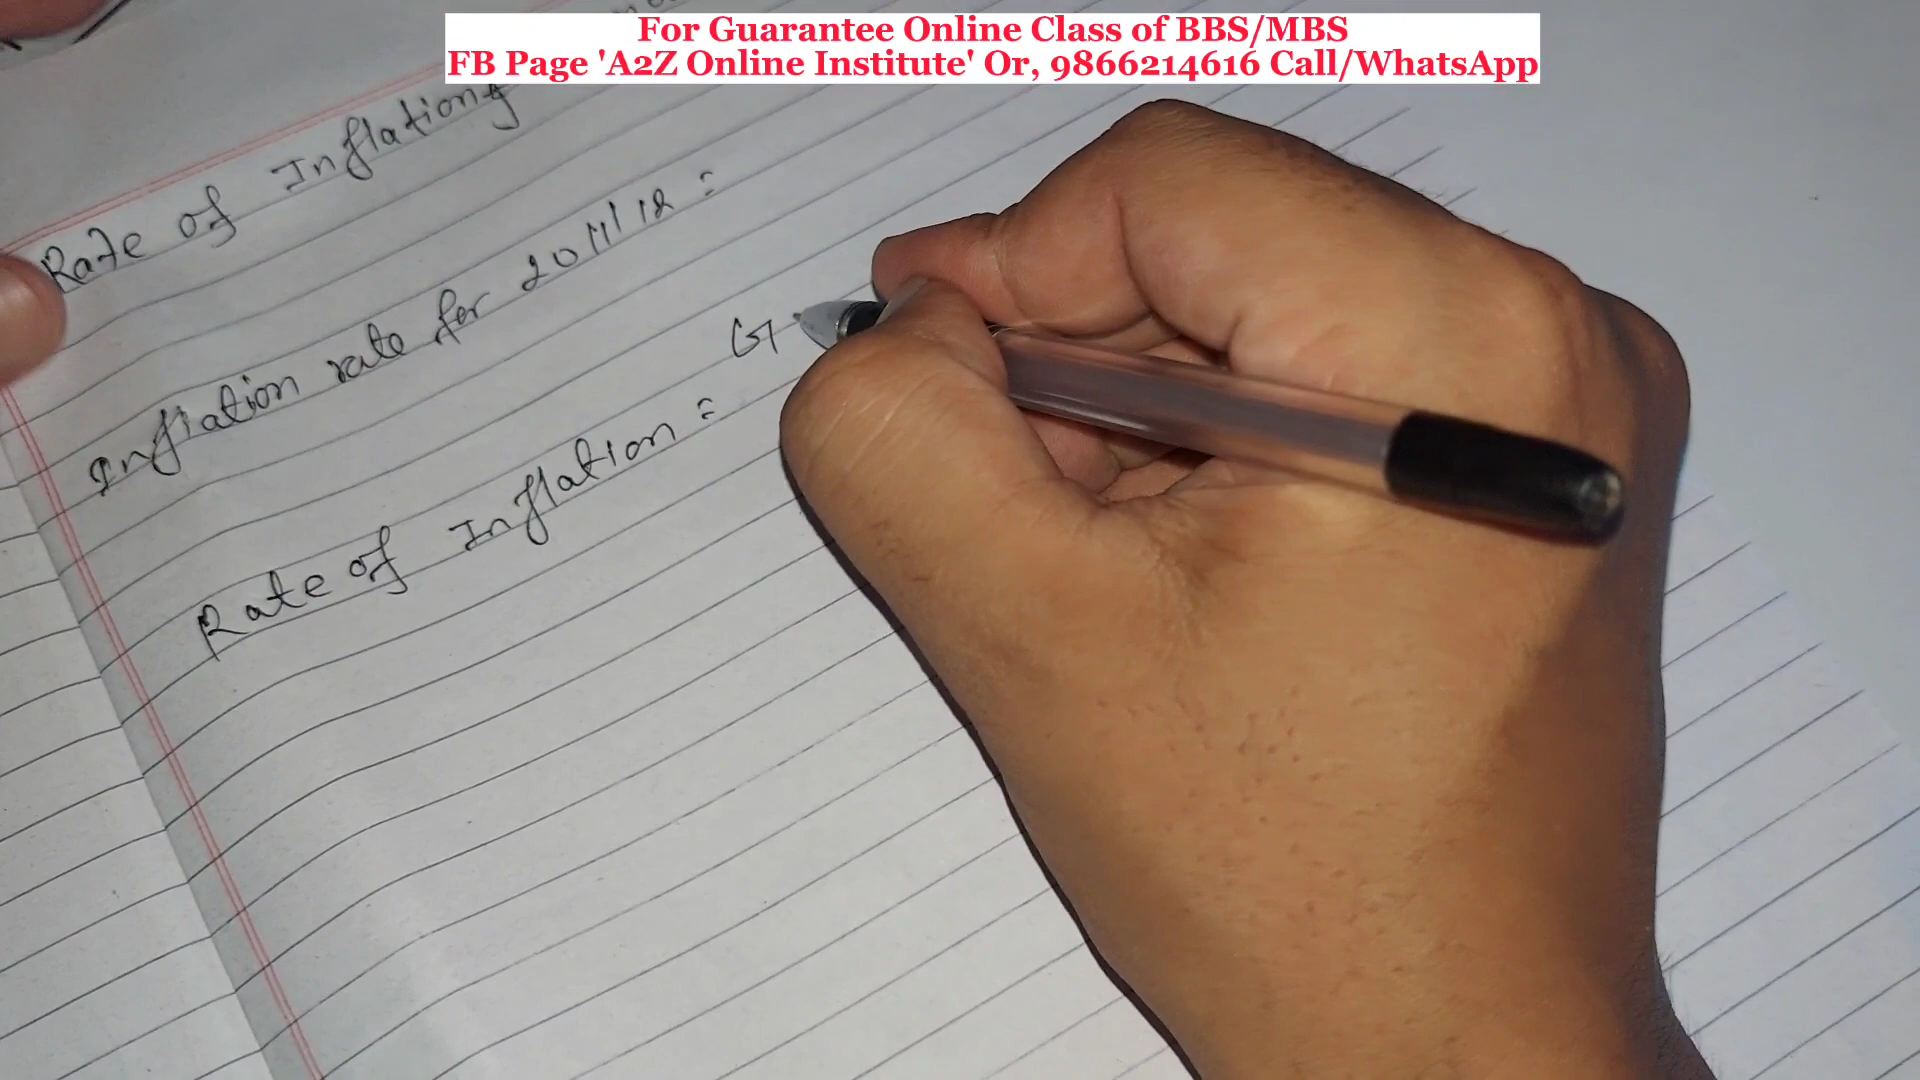 For Guarantee Online Class of BBS/MBS
FB Page 'A2Z Online Institute' Or, 9866214616 Call/WhatsApp
Rate of Inflation
Inflation rate for 2011/12 =
G
Rate of Inflation =